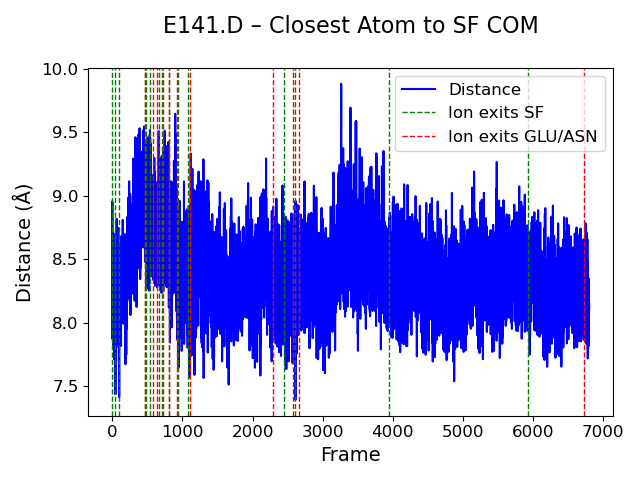 E141.D – Closest Atom to SF COM
10.0
9.5
9.0
8.5
8.0
7.5
Distance (Å)
Distance
Ion exits SF
Ion exits GLU/ASN
0 1000 2000 3000 4000 5000 6000 7000
Frame